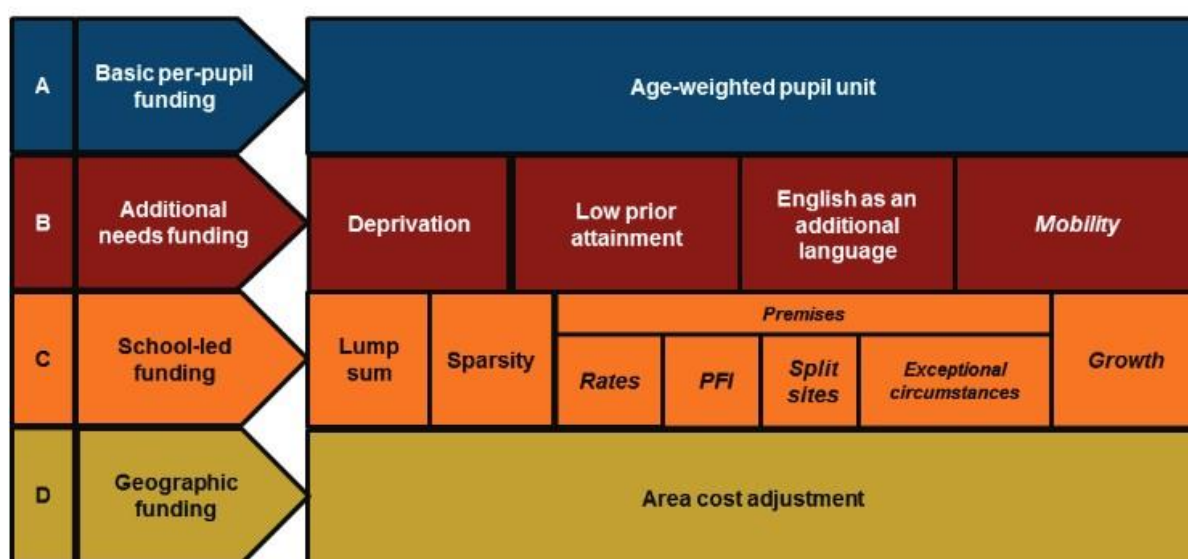 A
Basic per-pupil
funding
Age-weighted pupil unit
B
Additional
needs funding
Deprivation
Low prior
attainment
English as an
additional
language
Mobility
C
School-led
funding
Lump
sum
Sparsity
Premises
Rates
PFI
Split
sites
Exceptional
circumstances
Growth
D
Geographic
funding
Area cost adjustment